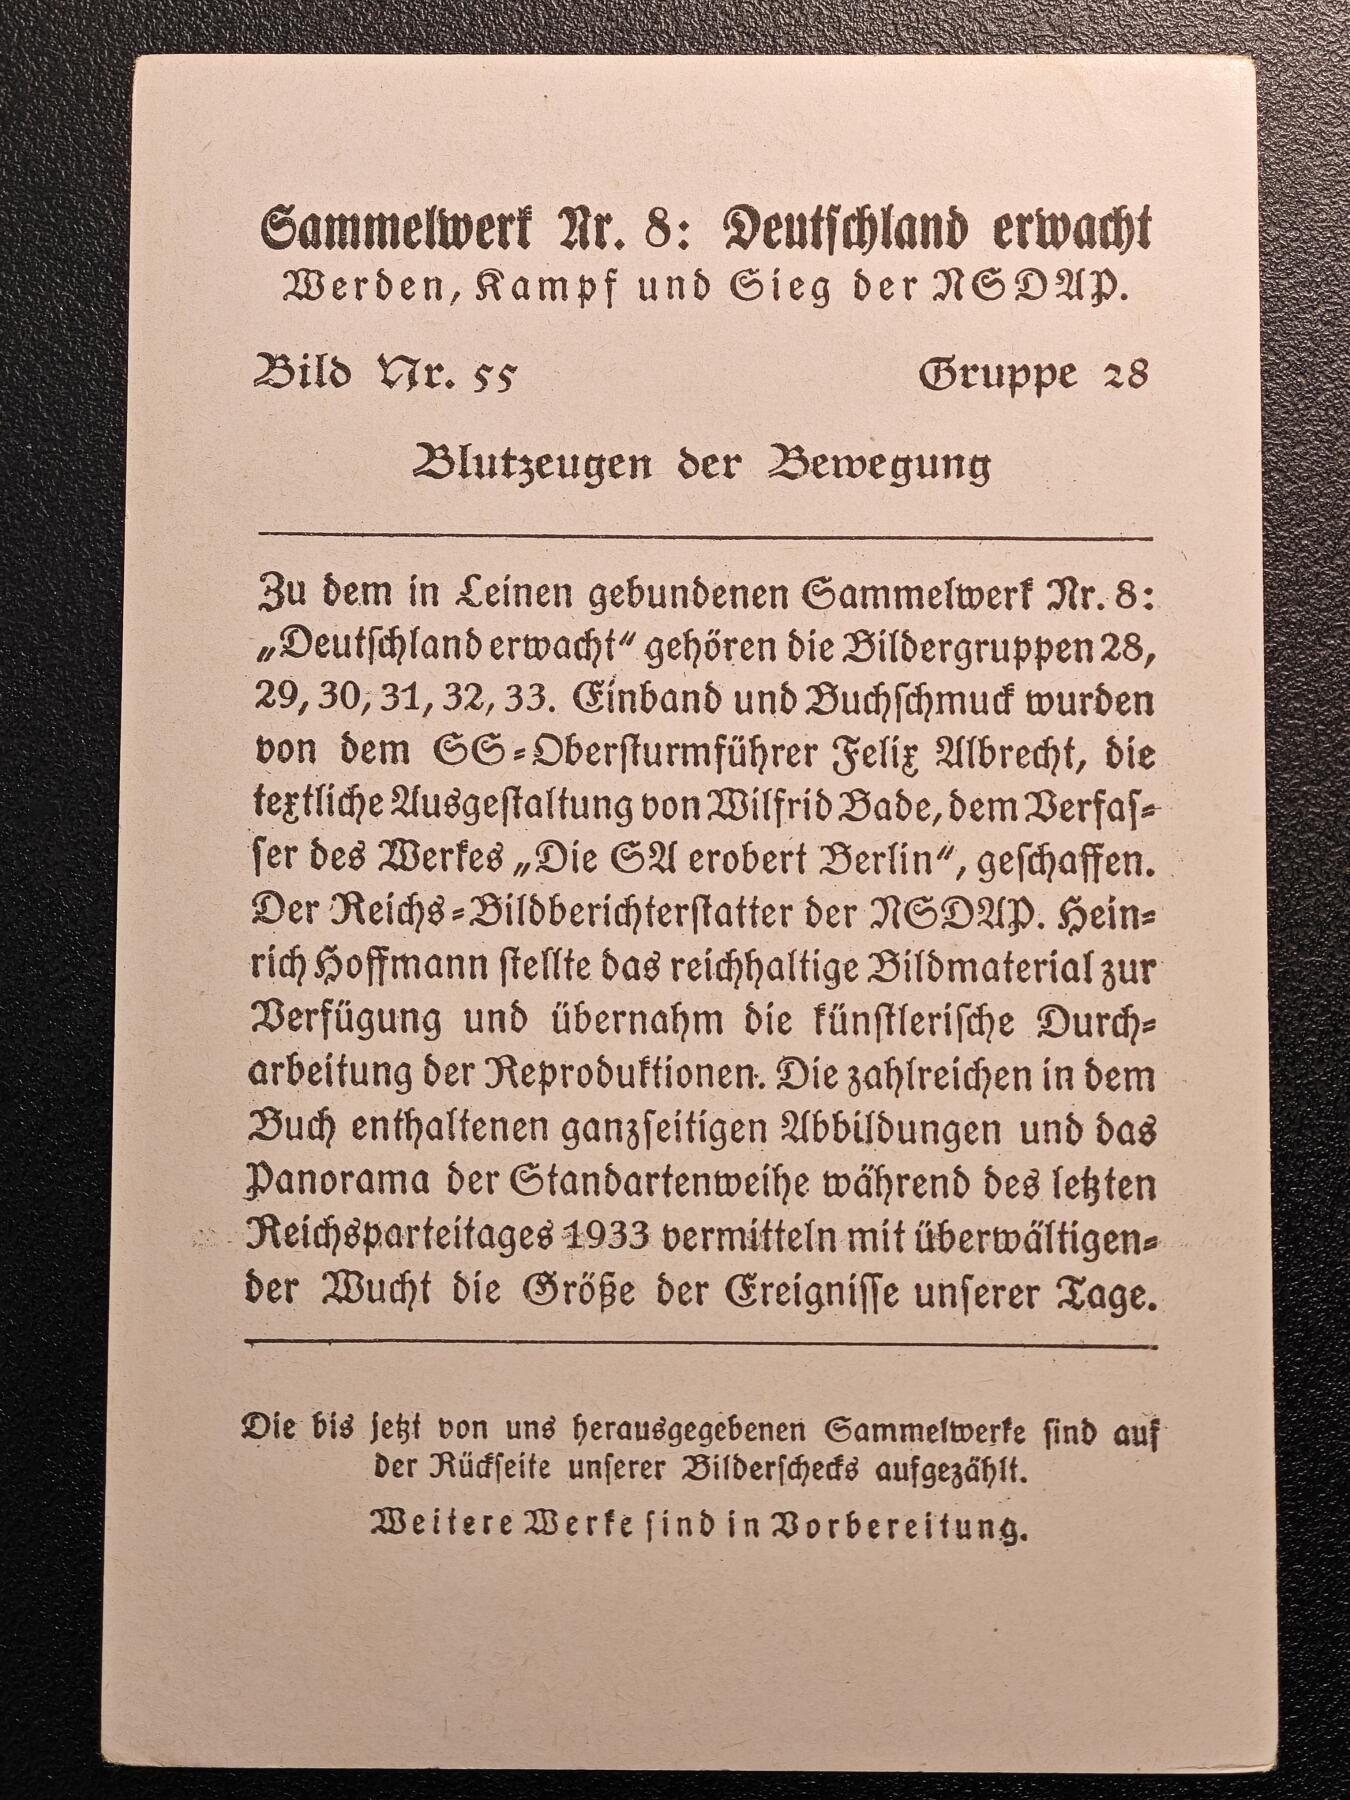 Sammelwerk Nr. 8: Deutschland erwacht
Werden, Kampf und Sieg der NSDAP.
Bild Nr. 55 Gruppe 28
Blutzeugen der Bewegung
Zu dem in Leinen gebundenen Sammelwerk Nr. 8:
„Deutschland erwacht“ gehören die Bildergruppen 28,
29, 30, 31, 32, 33. Einband und Buchschmuck wurden
von dem SS-Obersturmführer Felix Albrecht, die
textliche Ausgestaltung von Wilfrid Bade, dem Verfas-
ser des Werkes „Die SA erobert Berlin“, geschaffen.
Der Reichs-Bildberichterstatter der NSDAP. Hein-
rich Hoffmann stellte das reichhaltige Bildmaterial zur
Verfügung und übernahm die künstlerische Durch-
arbeitung der Reproduktionen. Die zahlreichen in dem
Buch enthaltenen ganzseitigen Abbildungen und das
Panorama der Standartenweihe während des letzten
Reichsparteitages 1933 vermitteln mit überwältigen-
der Wucht die Größe der Ereignisse unserer Tage.
Die bis jetzt von uns herausgegebenen Sammelwerke sind auf
der Rückseite unserer Bilderschecks aufgezählt.
Weitere Werke sind in Vorbereitung.